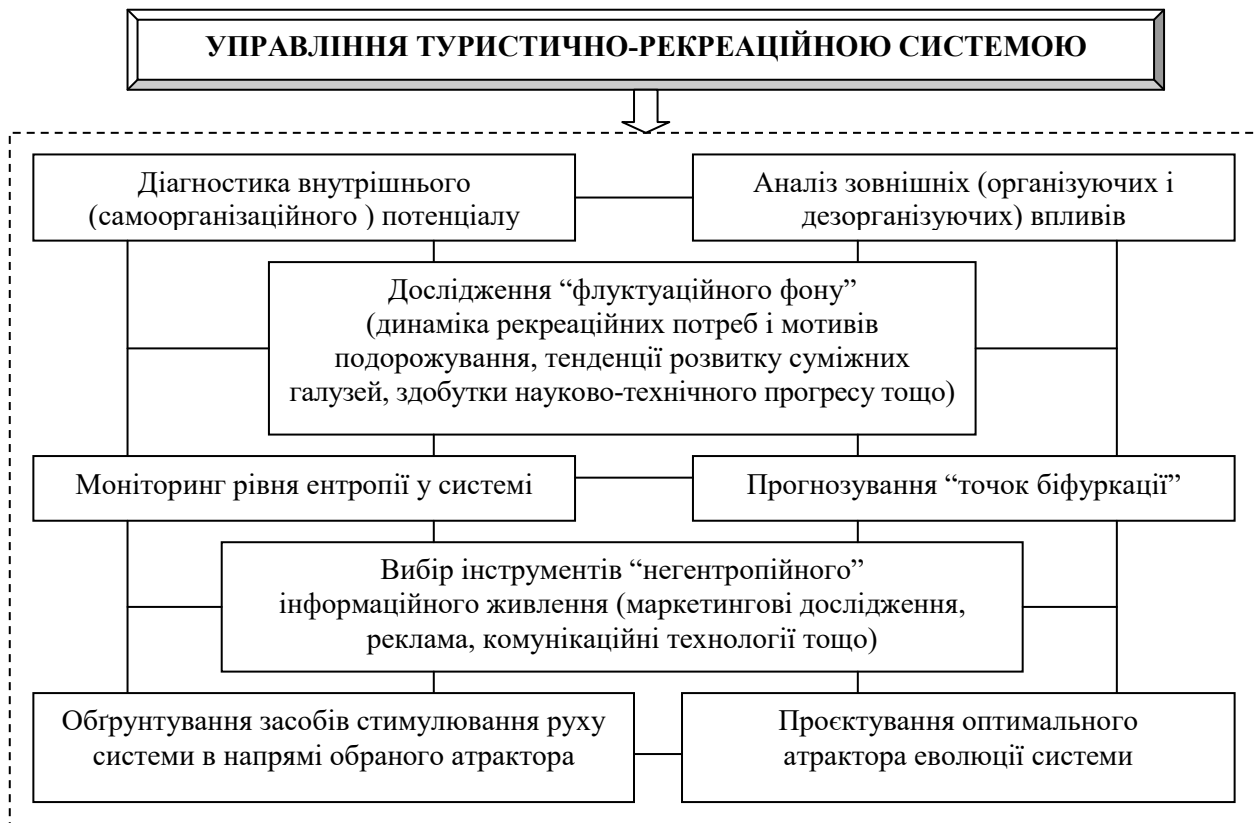 УПРАВЛІННЯ ТУРИСТИЧНО-РЕКРЕАЦІЙНОЮ СИСТЕМОЮ
Діагностика внутрішнього
(самоорганізаційного ) потенціалу
Аналіз зовнішніх (організуючих і
дезорганізуючих) впливів
Дослідження “флуктуаційного фону”
(динаміка рекреаційних потреб і мотивів
подорожування, тенденції розвитку суміжних
галузей, здобутки науково-технічного прогресу тощо)
Моніторинг рівня ентропії у системі
Прогнозування “точок біфуркації”
Вибір інструментів “негентропійного”
інформаційного живлення (маркетингові дослідження,
реклама, комунікаційні технології тощо)
Обґрунтування засобів стимулювання руху
системи в напрямі обраного атрактора
Проєктування оптимального
атрактора еволюції системи